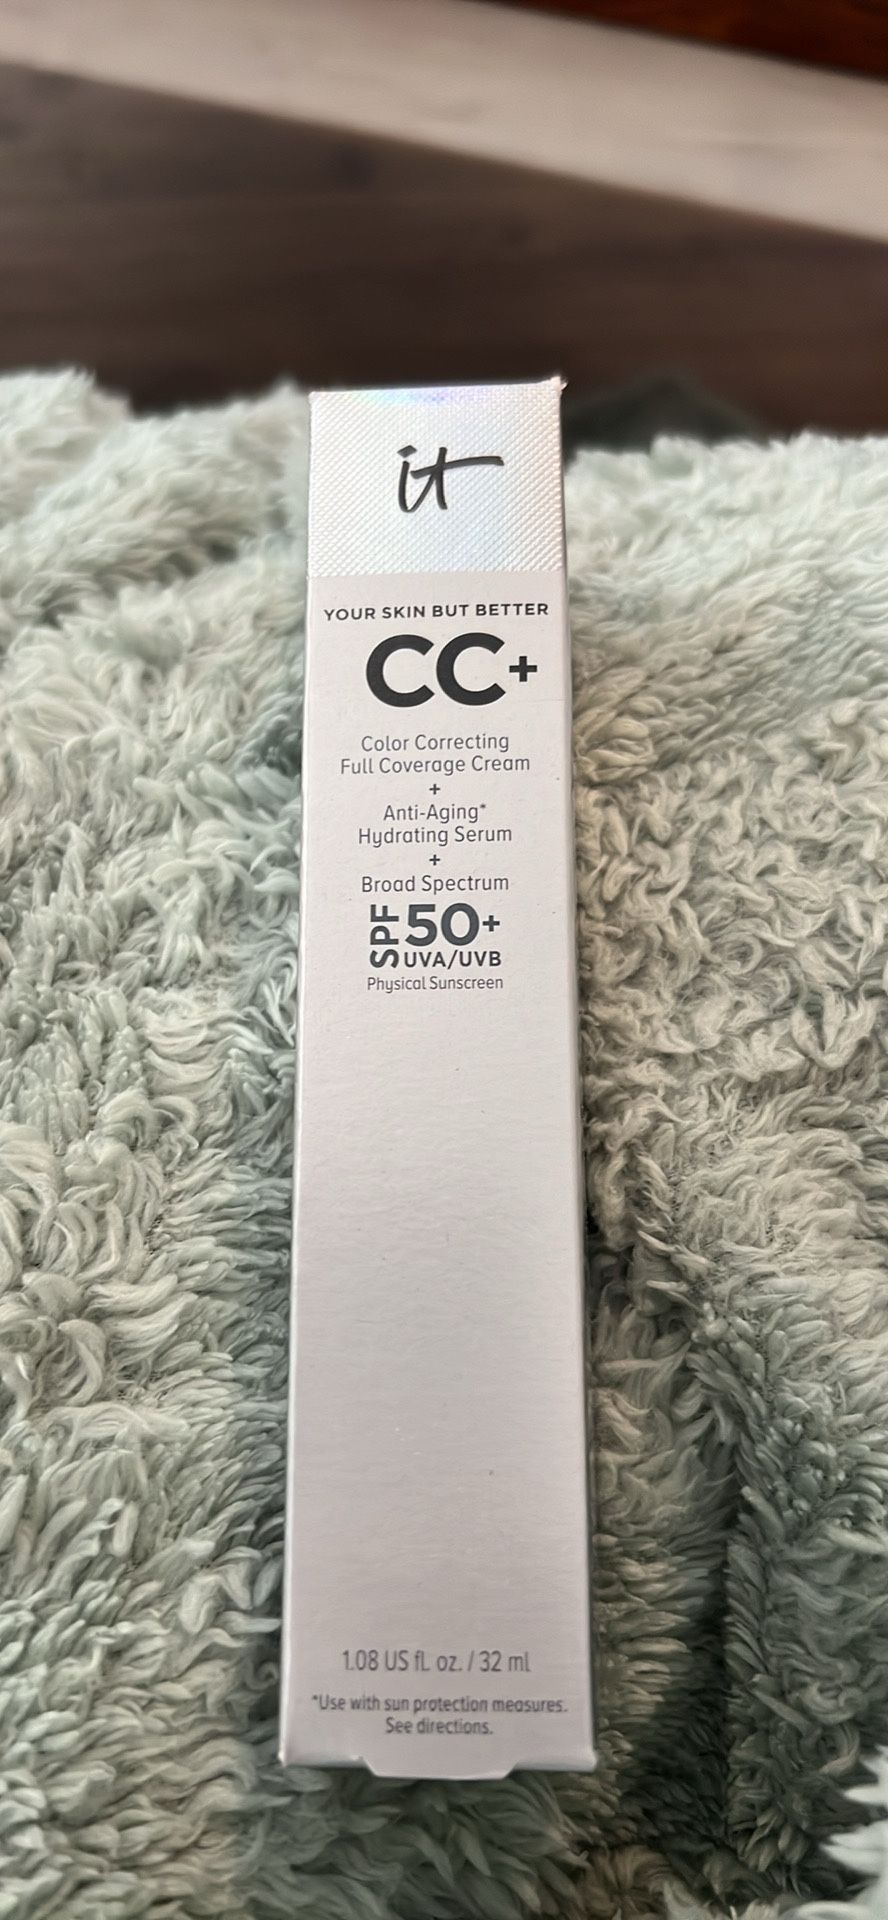 it
YOUR SKIN BUT BETTER
CC+
Color Correcting
Full Coverage Cream
+
Anti-Aging*
Hydrating Serum
+
Broad Spectrum
SPF 50+
UVA/UVB
Physical Sunscreen
1.08 US fL oz. / 32 ml
*Use with sun protection measures.
See directions.